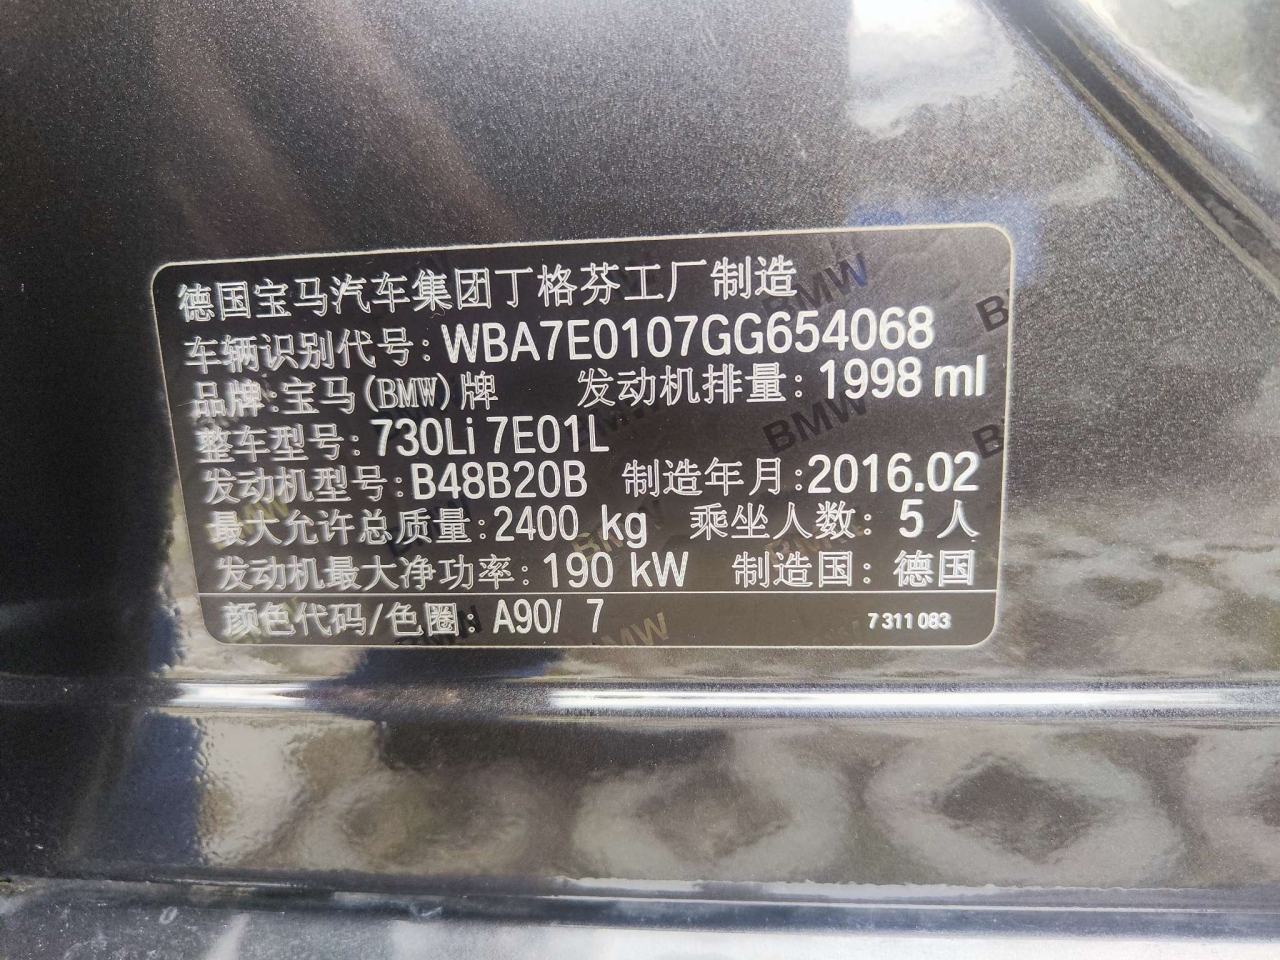 德国宝马汽车集团丁格芬工厂制造
车辆识别代号:WBA7E0107GG654068
品牌:宝马(BMW)牌 发动机排量:1998 ml
整车型号:730Li 7E01L
发动机型号:B48B20B 制造年月:2016.02
最大允许总质量:2400 kg 乘坐人数: 5人
发动机最大净功率:190 kW 制造国: 德国
颜色代码/色圈: A90/ 7 7 311 083